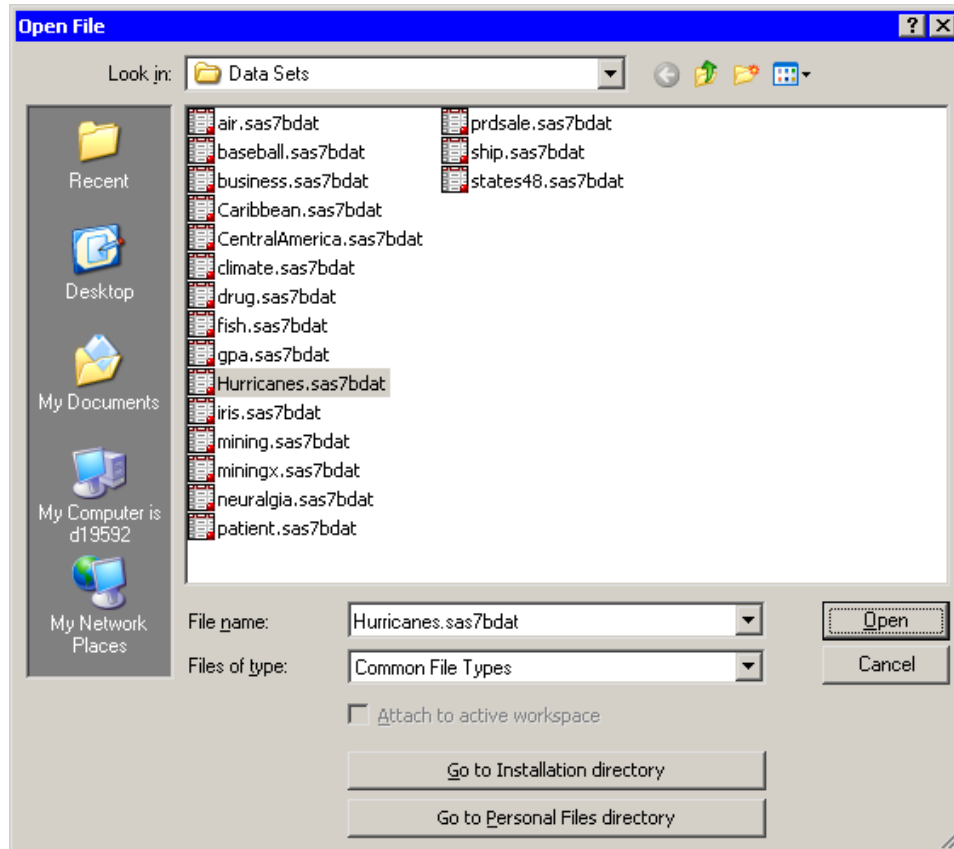 Open File
Look in:
Data Sets
Recent
Desktop
My Documents
My Computer is
d19592
My Network
Places
air.sas7bdat
baseball.sas7bdat
business.sas7bdat
Caribbean.sas7bdat
CentralAmerica.sas7bdat
climate.sas7bdat
drug.sas7bdat
fish.sas7bdat
gpa.sas7bdat
Hurricanes.sas7bdat
iris.sas7bdat
mining.sas7bdat
miningx.sas7bdat
neuralgia.sas7bdat
patient.sas7bdat
prdsale.sas7bdat
ship.sas7bdat
states48.sas7bdat
File name:
Hurricanes.sas7bdat
Open
Files of type:
Common File Types
Cancel
Attach to active workspace
Go to Installation directory
Go to Personal Files directory